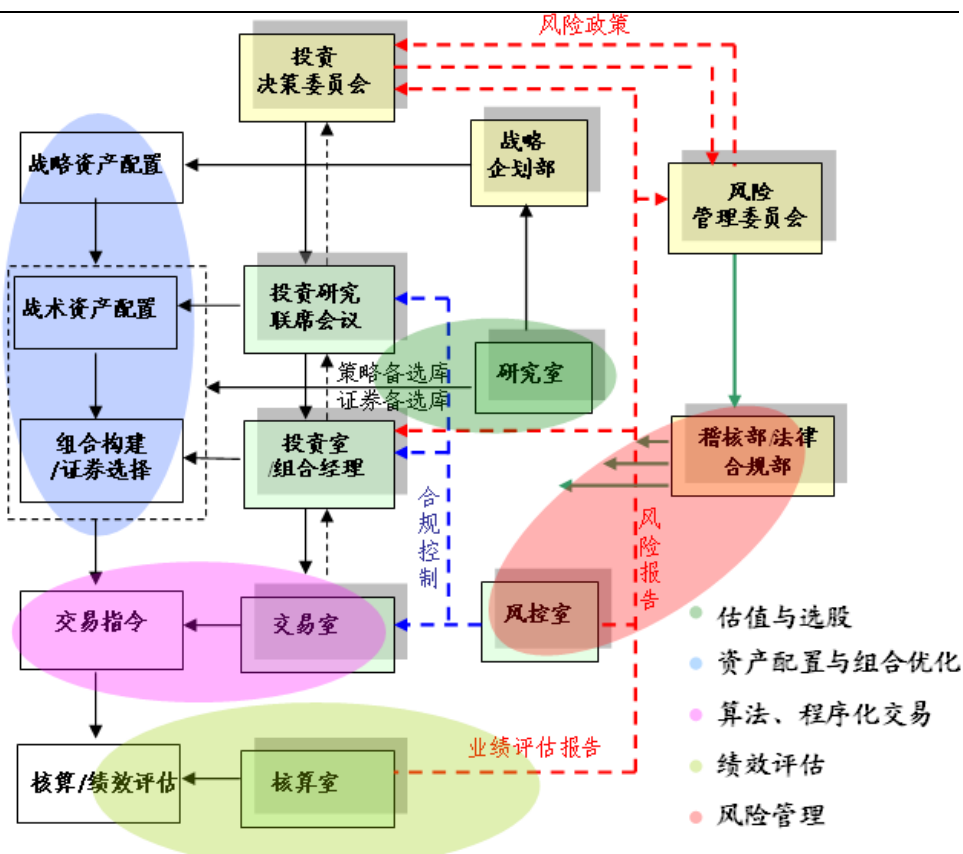 风险政策
投资
决策委员会
战略
企划部
战略资产配置
风险
管理委员会
投资研究
联席会议
战术资产配置
策略备选库
证券备选库
研究室
组合构建
/证券选择
投资室
/组合经理
稽核部/法律
合规部
合规控制
风险报告
交易指令
交易室
风控室
估值与选股
资产配置与组合优化
算法、程序化交易
业绩评估报告
核算/绩效评估
核算室
绩效评估
风险管理